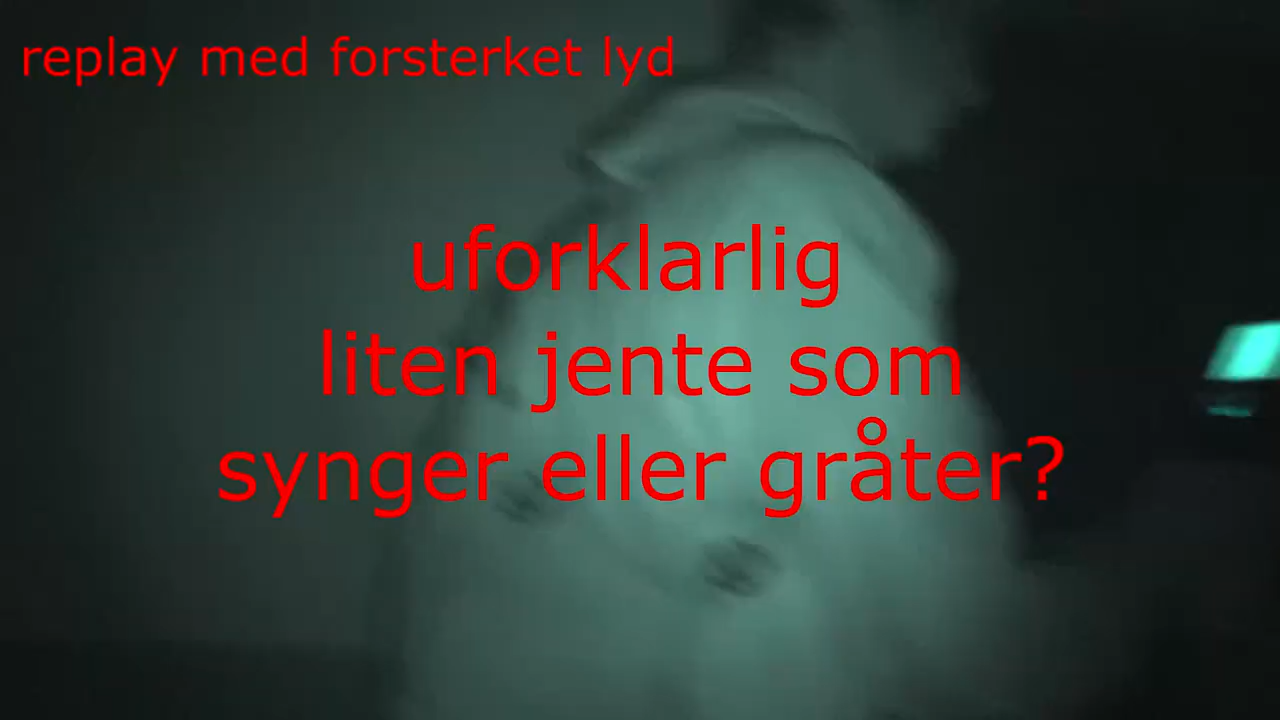 replay med forsterket lyd
uforklarlig
liten jente som
synger eller gråter?